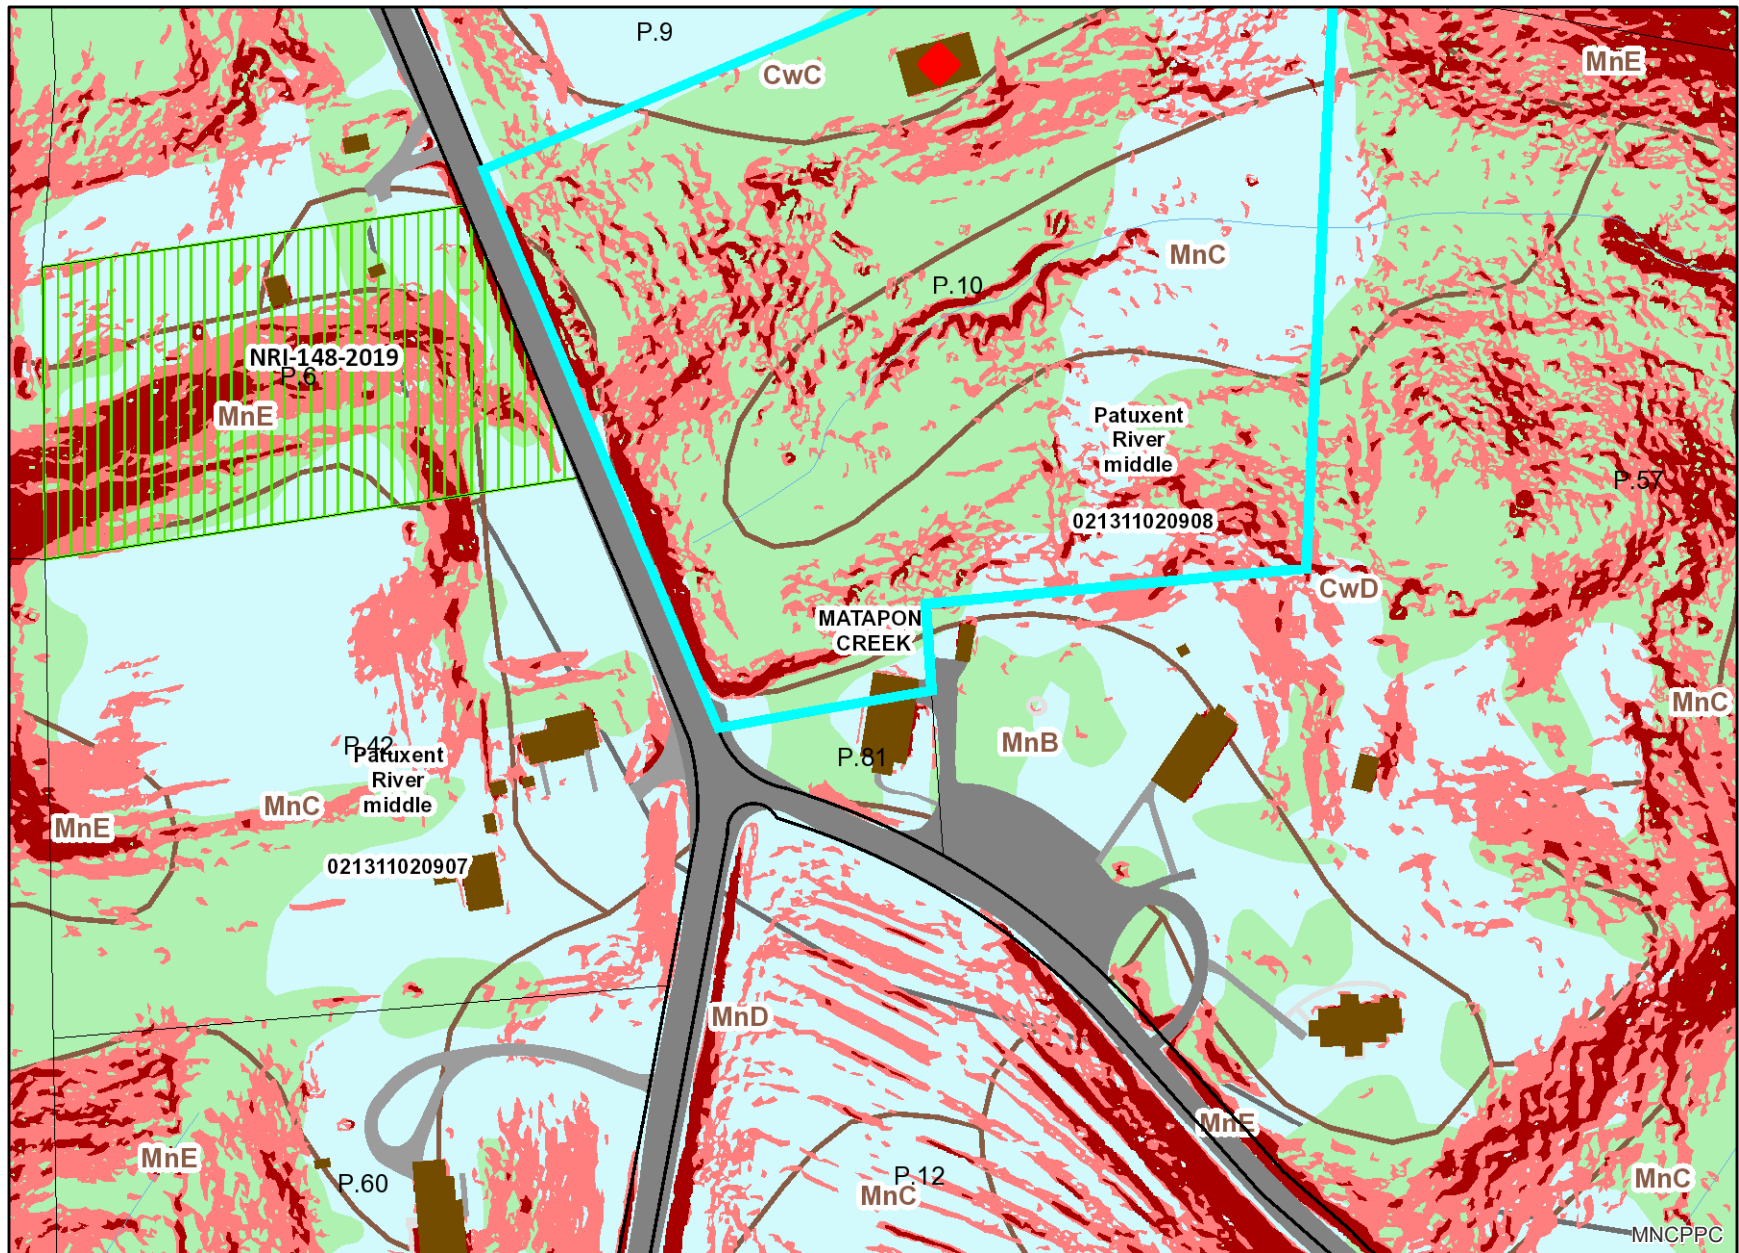 P.9
CwC
MnE
MnC
P.10
NRI-148-2019
P.6
MnE
Patuxent
River
middle
P.57
021311020908
CwD
MATAPON
CREEK
MnC
MnB
P.81
P.42
Patuxent
River
middle
MnC
MnE
021311020907
MnD
MnE
MnE
P.60
P.12
MnC
MnC
MNCPPC